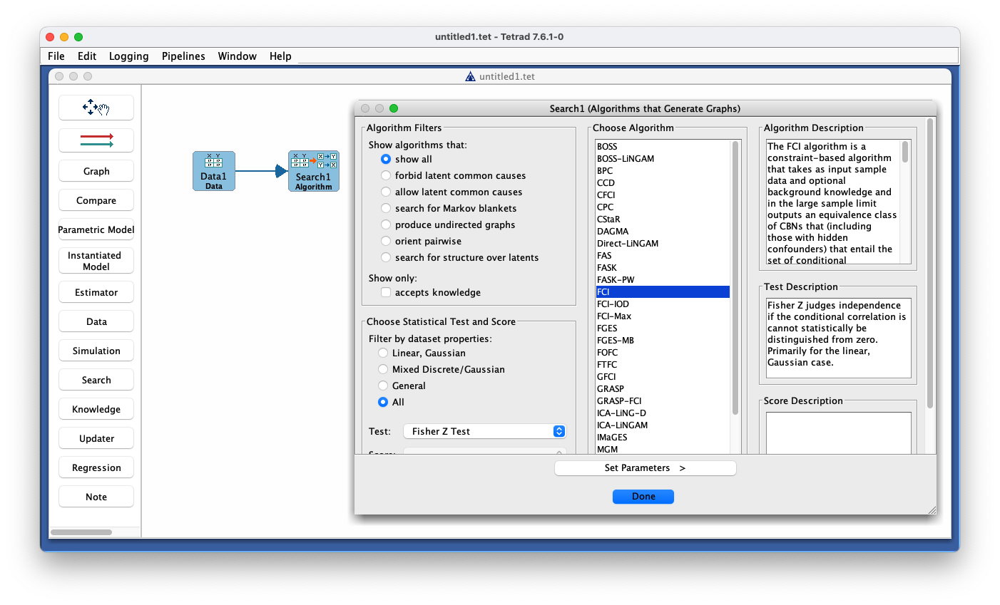 untitled1.tet - Tetrad 7.6.1-0
File Edit Logging Pipelines Window Help
untitled1.tet
Graph
Compare
Parametric Model
Instantiated
Model
Estimator
Data
Simulation
Search
Knowledge
Updater
Regression
Note
X Y
Data1
Data
X Y
X Y
Y X
Search1
Algorithm
Search1 (Algorithms that Generate Graphs)
Algorithm Filters
Show algorithms that:
show all
forbid latent common causes
allow latent common causes
search for Markov blankets
produce undirected graphs
orient pairwise
search for structure over latents
Show only:
accepts knowledge
Choose Statistical Test and Score
Filter by dataset properties:
Linear, Gaussian
Mixed Discrete/Gaussian
General
All
Test: Fisher Z Test
Score:
Choose Algorithm
BOSS
BOSS-LiNGAM
BPC
CCD
CFCI
CPC
CStaR
DAGMA
Direct-LiNGAM
FAS
FASK
FASK-PW
FCI
FCI-IOD
FCI-Max
FGES
FGES-MB
FOFC
FTFC
GFCI
GRASP
GRASP-FCI
ICA-LiNG-D
ICA-LiNGAM
IMaGES
MGM
Algorithm Description
The FCI algorithm is a
constraint-based algorithm
that takes as input sample
data and optional
background knowledge and
in the large sample limit
outputs an equivalence class
of CBNs that (including
those with hidden
confounders) that entail the
set of conditional
Test Description
Fisher Z judges independence
if the conditional correlation is
cannot statistically be
distinguished from zero.
Primarily for the linear,
Gaussian case.
Score Description
Set Parameters >
Done